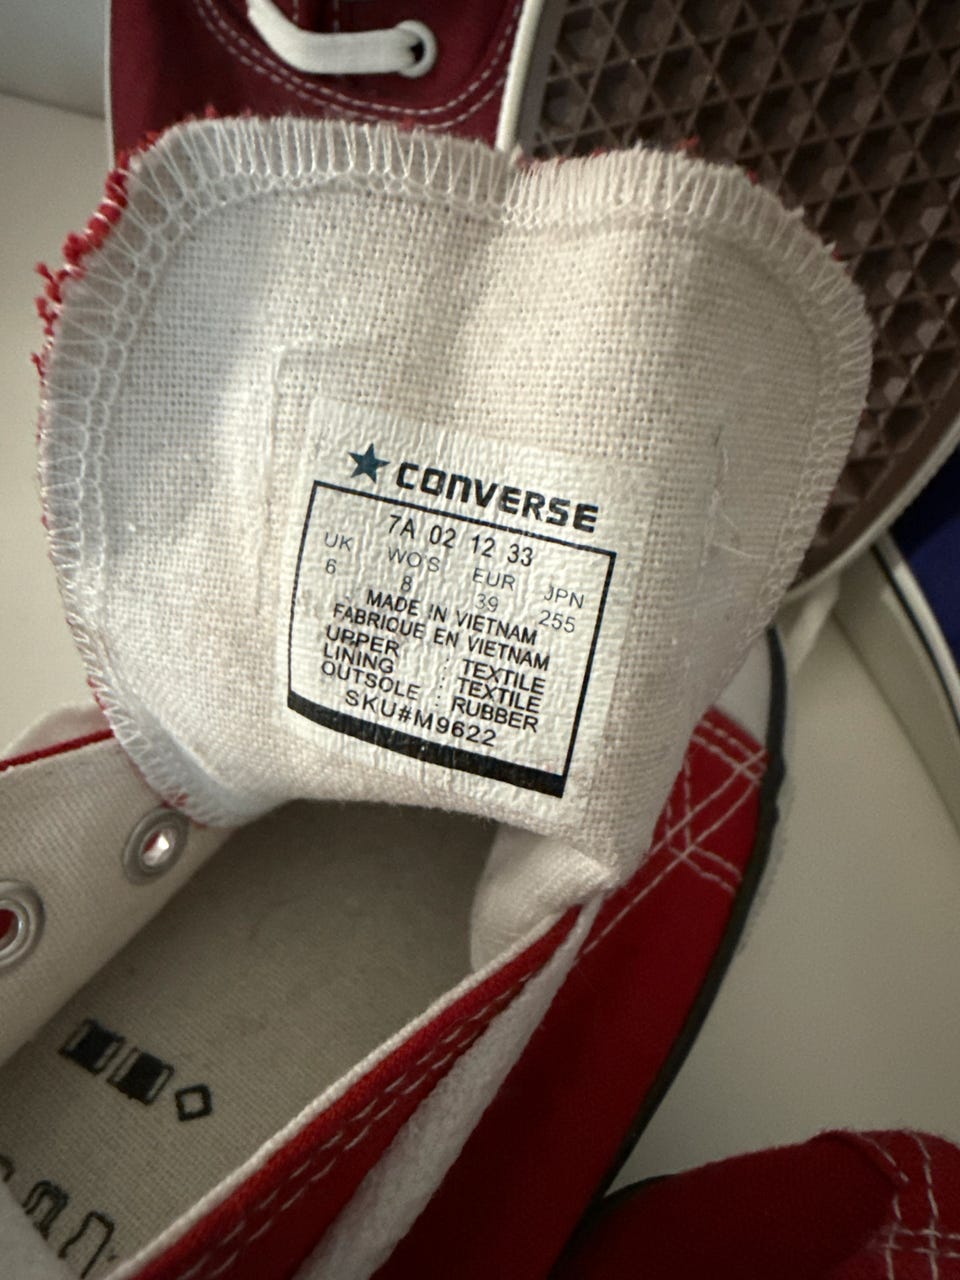 CONVERSE
7A 02 12 33
UK WO'S EUR JPN
6 8 39 255
MADE IN VIETNAM
FABRIQUE EN VIETNAM
UPPER : TEXTILE
LINING : TEXTILE
OUTSOLE : RUBBER
SKU#M9622